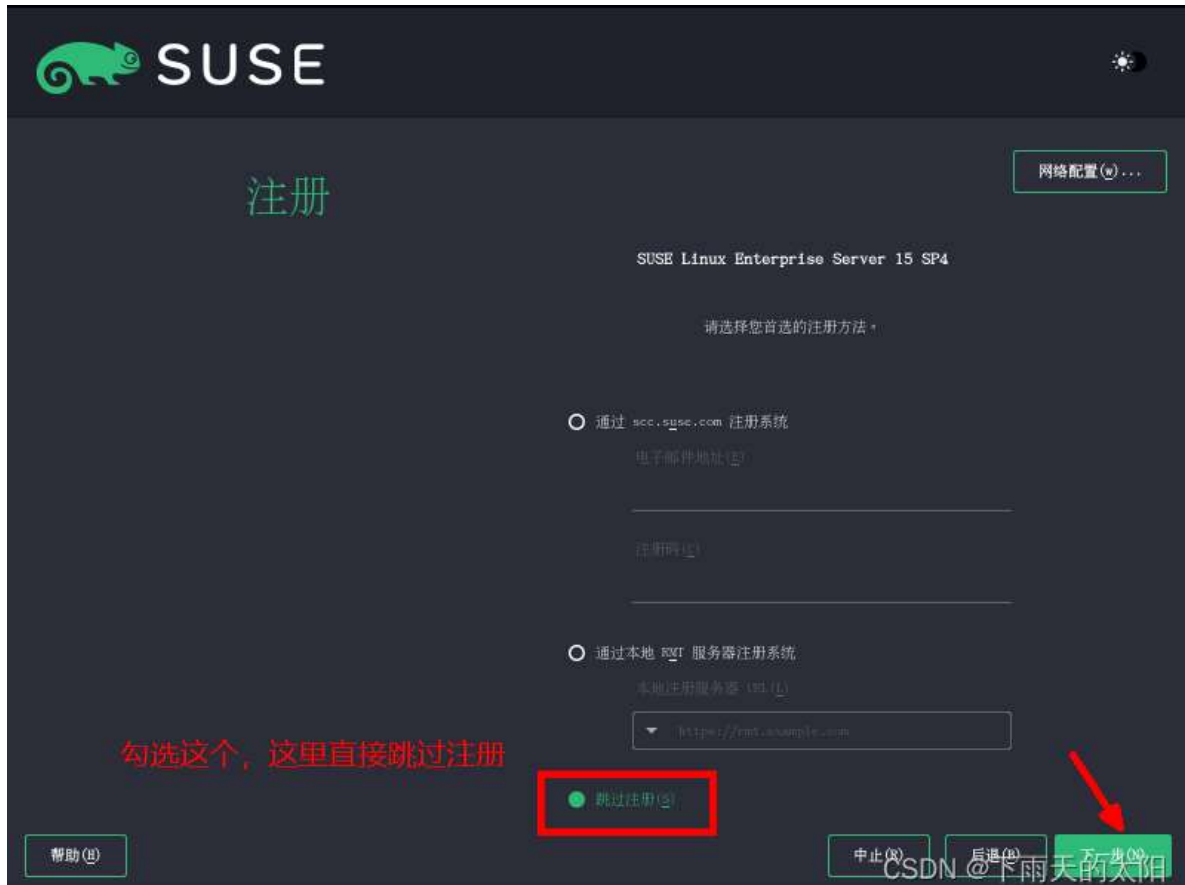 SUSE
网络配置(w)...
注册
SUSE Linux Enterprise Server 15 SP4
请选择您首选的注册方法。
通过 scc.suse.com 注册系统
电子邮件地址(E)
注册码(C)
通过本地 RMT 服务器注册系统
本地注册服务器 URL(L)
https://rmt.example.com
勾选这个，这里直接跳过注册
跳过注册(S)
帮助(H)
中止(R)
后退(B)
下一步(N)
CSDN @下雨天的太阳